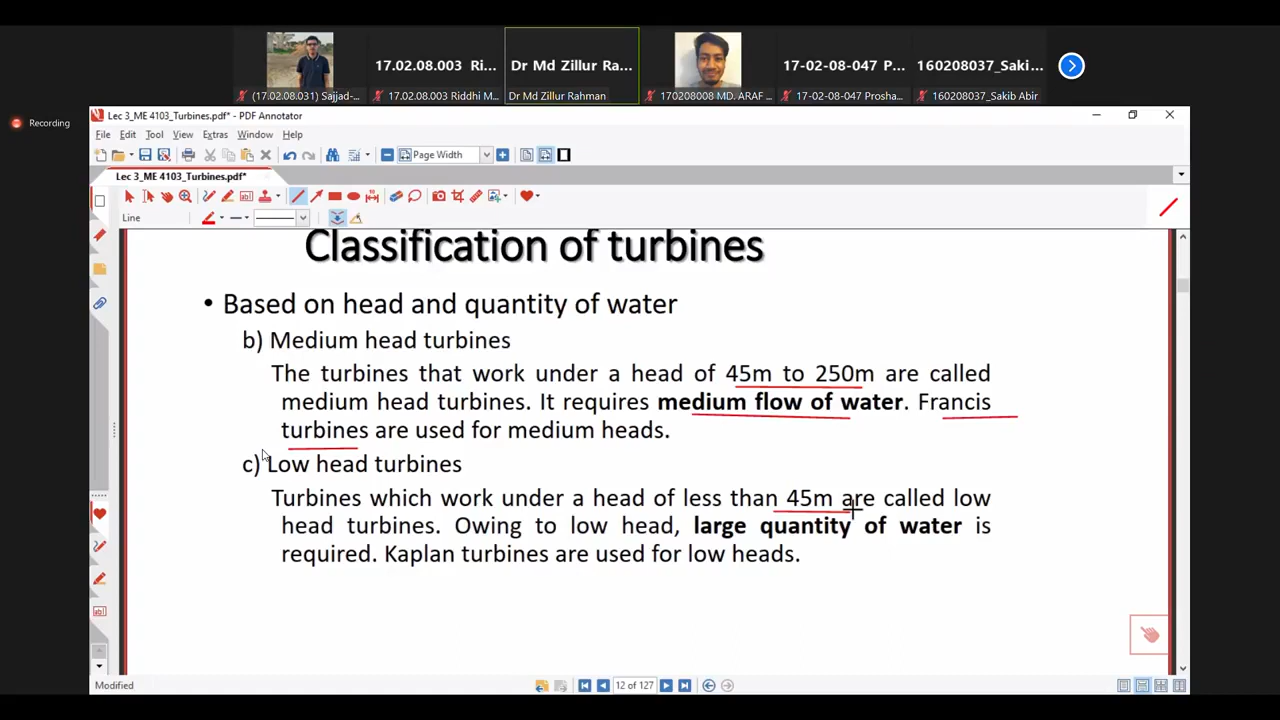 17.02.08.003 Ri...
Dr Md Zillur Ra...
17-02-08-047 P...
160208037_Saki...
(17.02.08.031) Sajjad-...
17.02.08.003 Riddhi M...
Dr Md Zillur Rahman
170208008 MD. ARAF ...
17-02-08-047 Prosha...
160208037_Sakib Abir
Recording
Lec 3_ME 4103_Turbines.pdf* - PDF Annotator
File Edit Tool View Extras Window Help
Page Width
Lec 3_ME 4103_Turbines.pdf*
Line
Classification of turbines
• Based on head and quantity of water
b) Medium head turbines
The turbines that work under a head of 45m to 250m are called
medium head turbines. It requires medium flow of water. Francis
turbines are used for medium heads.
c) Low head turbines
Turbines which work under a head of less than 45m are called low
head turbines. Owing to low head, large quantity of water is
required. Kaplan turbines are used for low heads.
Modified
12 of 127